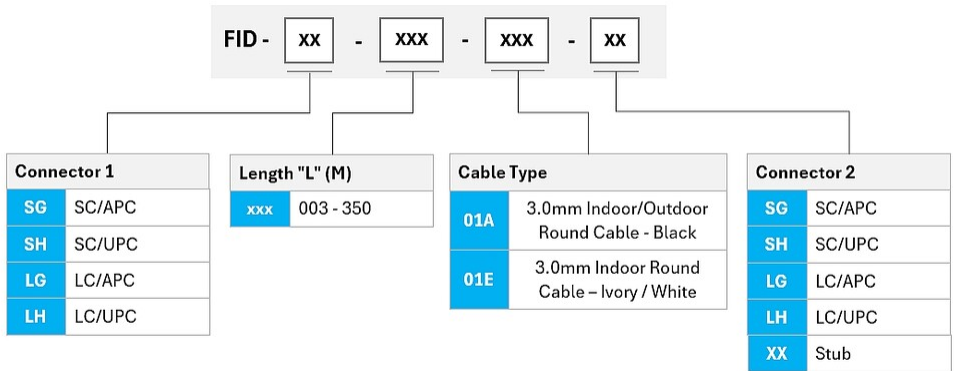 FID - XX - XXX - XXX - XX
Connector 1
SG SC/APC
SH SC/UPC
LG LC/APC
LH LC/UPC
Length "L" (M)
xxx 003 - 350
Cable Type
01A 3.0mm Indoor/Outdoor
Round Cable - Black
01E 3.0mm Indoor Round
Cable – Ivory / White
Connector 2
SG SC/APC
SH SC/UPC
LG LC/APC
LH LC/UPC
XX Stub